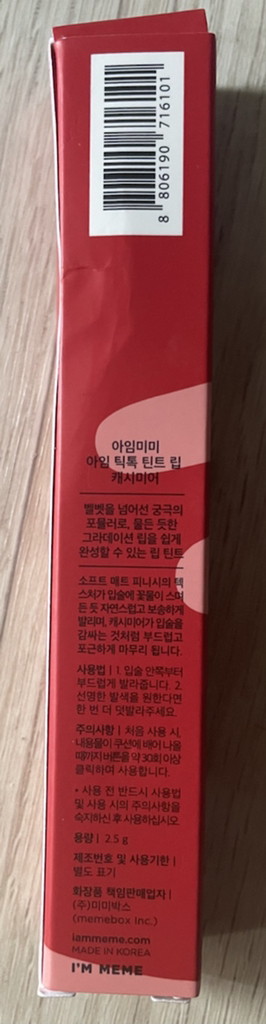 8 806190 716101
아임미미
아임 틱톡 틴트 립
캐시미어
벨벳을 넘어선 궁극의
포뮬러로, 물든 듯한
그라데이션 립을 쉽게
완성할 수 있는 립 틴트
소프트 매트 피니시의 텍
스처가 입술에 꽃물이 스며
든 듯 자연스럽고 보송하게
발리며, 캐시미어가 입술을
감싸는 것처럼 부드럽고
포근하게 마무리 됩니다.
사용법 | 1. 입술 안쪽부터
부드럽게 발라줍니다. 2.
선명한 발색을 원한다면
한 번 더 덧발라주세요.
주의사항 | 처음 사용 시,
내용물이 쿠션에 배어 나올
때까지 버튼을 약 30회 이상
클릭하여 사용합니다.
* 사용 전 반드시 사용법
및 사용 시의 주의사항을
숙지하신 후 사용하십시오.
용량 | 2.5 g
제조번호 및 사용기한 |
별도 표기
화장품 책임판매업자 |
(주)미미박스
(memebox inc.)
iammeme.com
MADE IN KOREA
I'M MEME